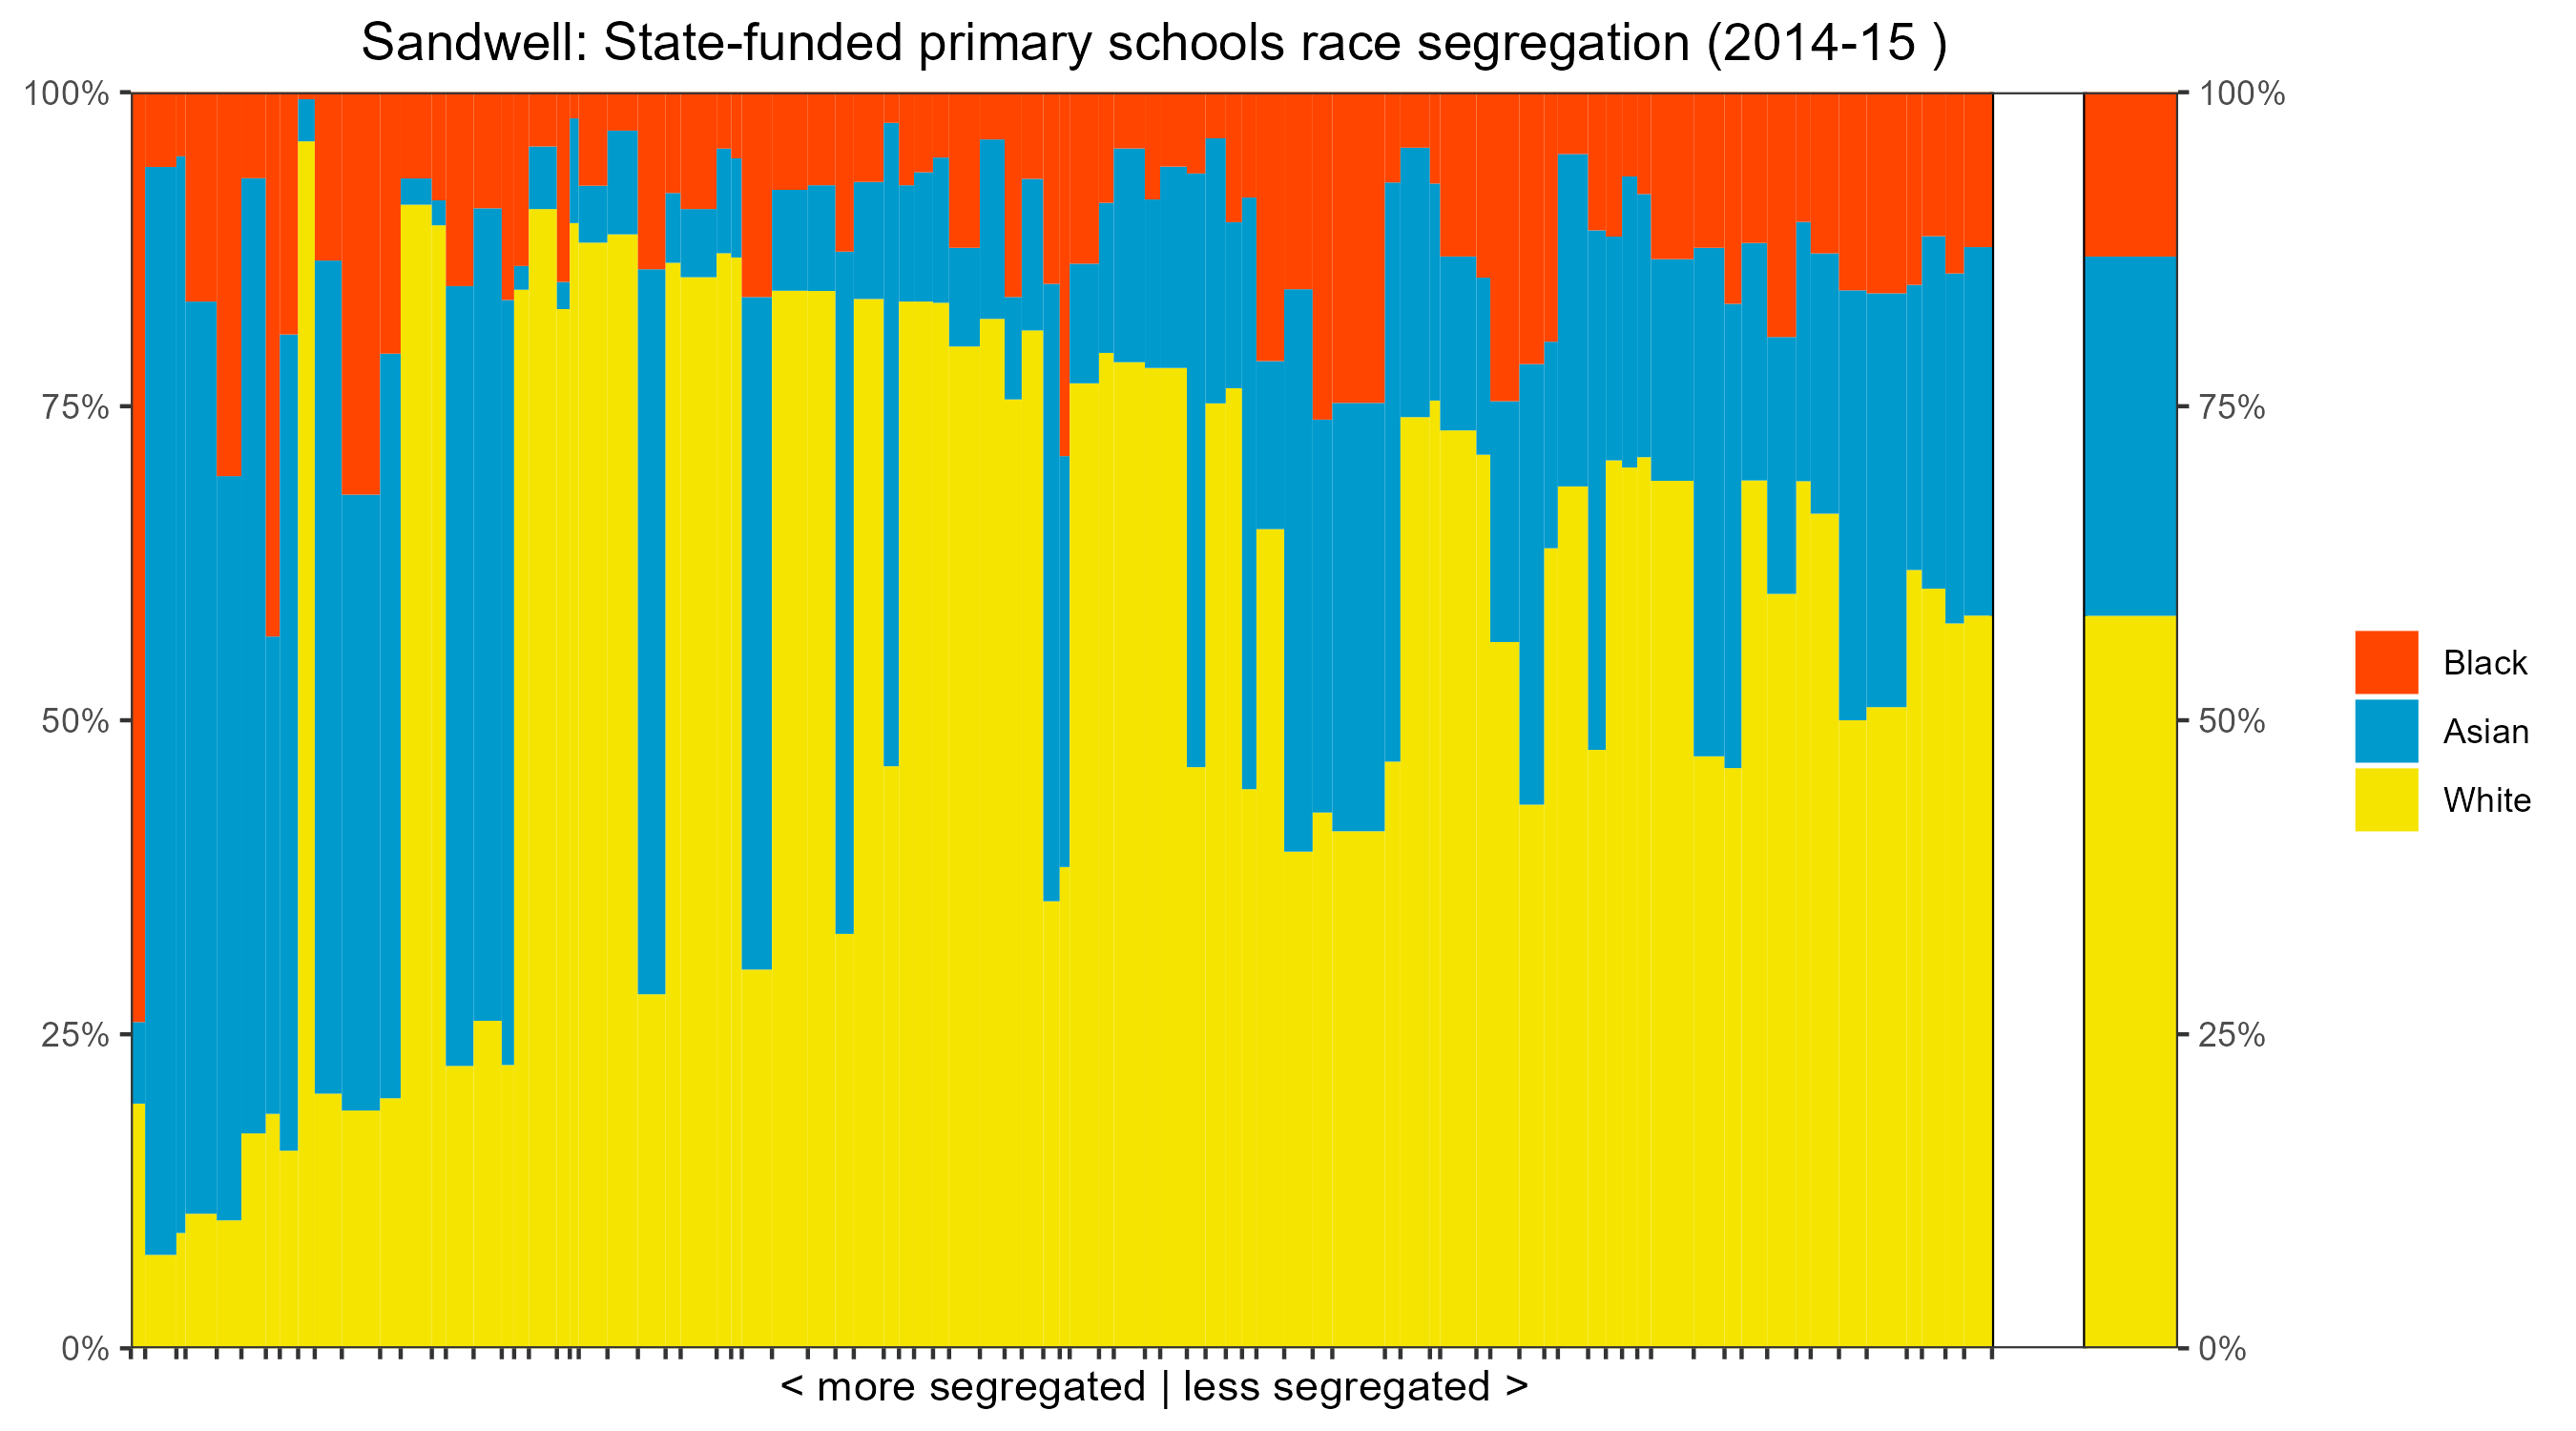 Sandwell: State-funded primary schools race segregation (2014-15 )
100%
75%
50%
25%
0%
100%
75%
50%
25%
0%
Black
Asian
White
< more segregated | less segregated >